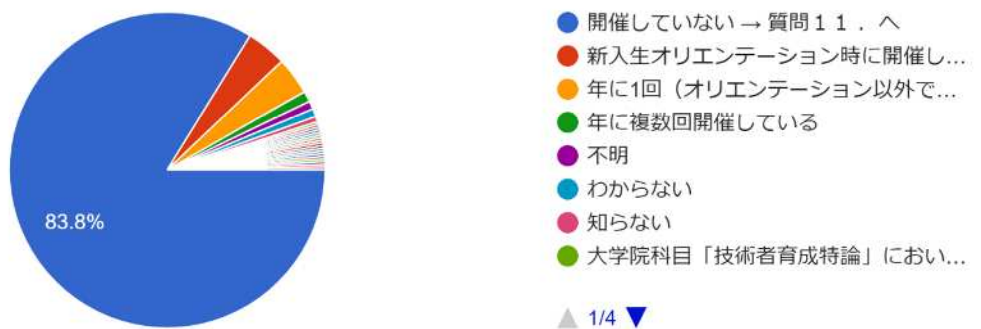 83.8%
開催していない → 質問１１．へ
新入生オリエンテーション時に開催し...
年に1回（オリエンテーション以外で...
年に複数回開催している
不明
わからない
知らない
大学院科目「技術者育成特論」におい...
1/4